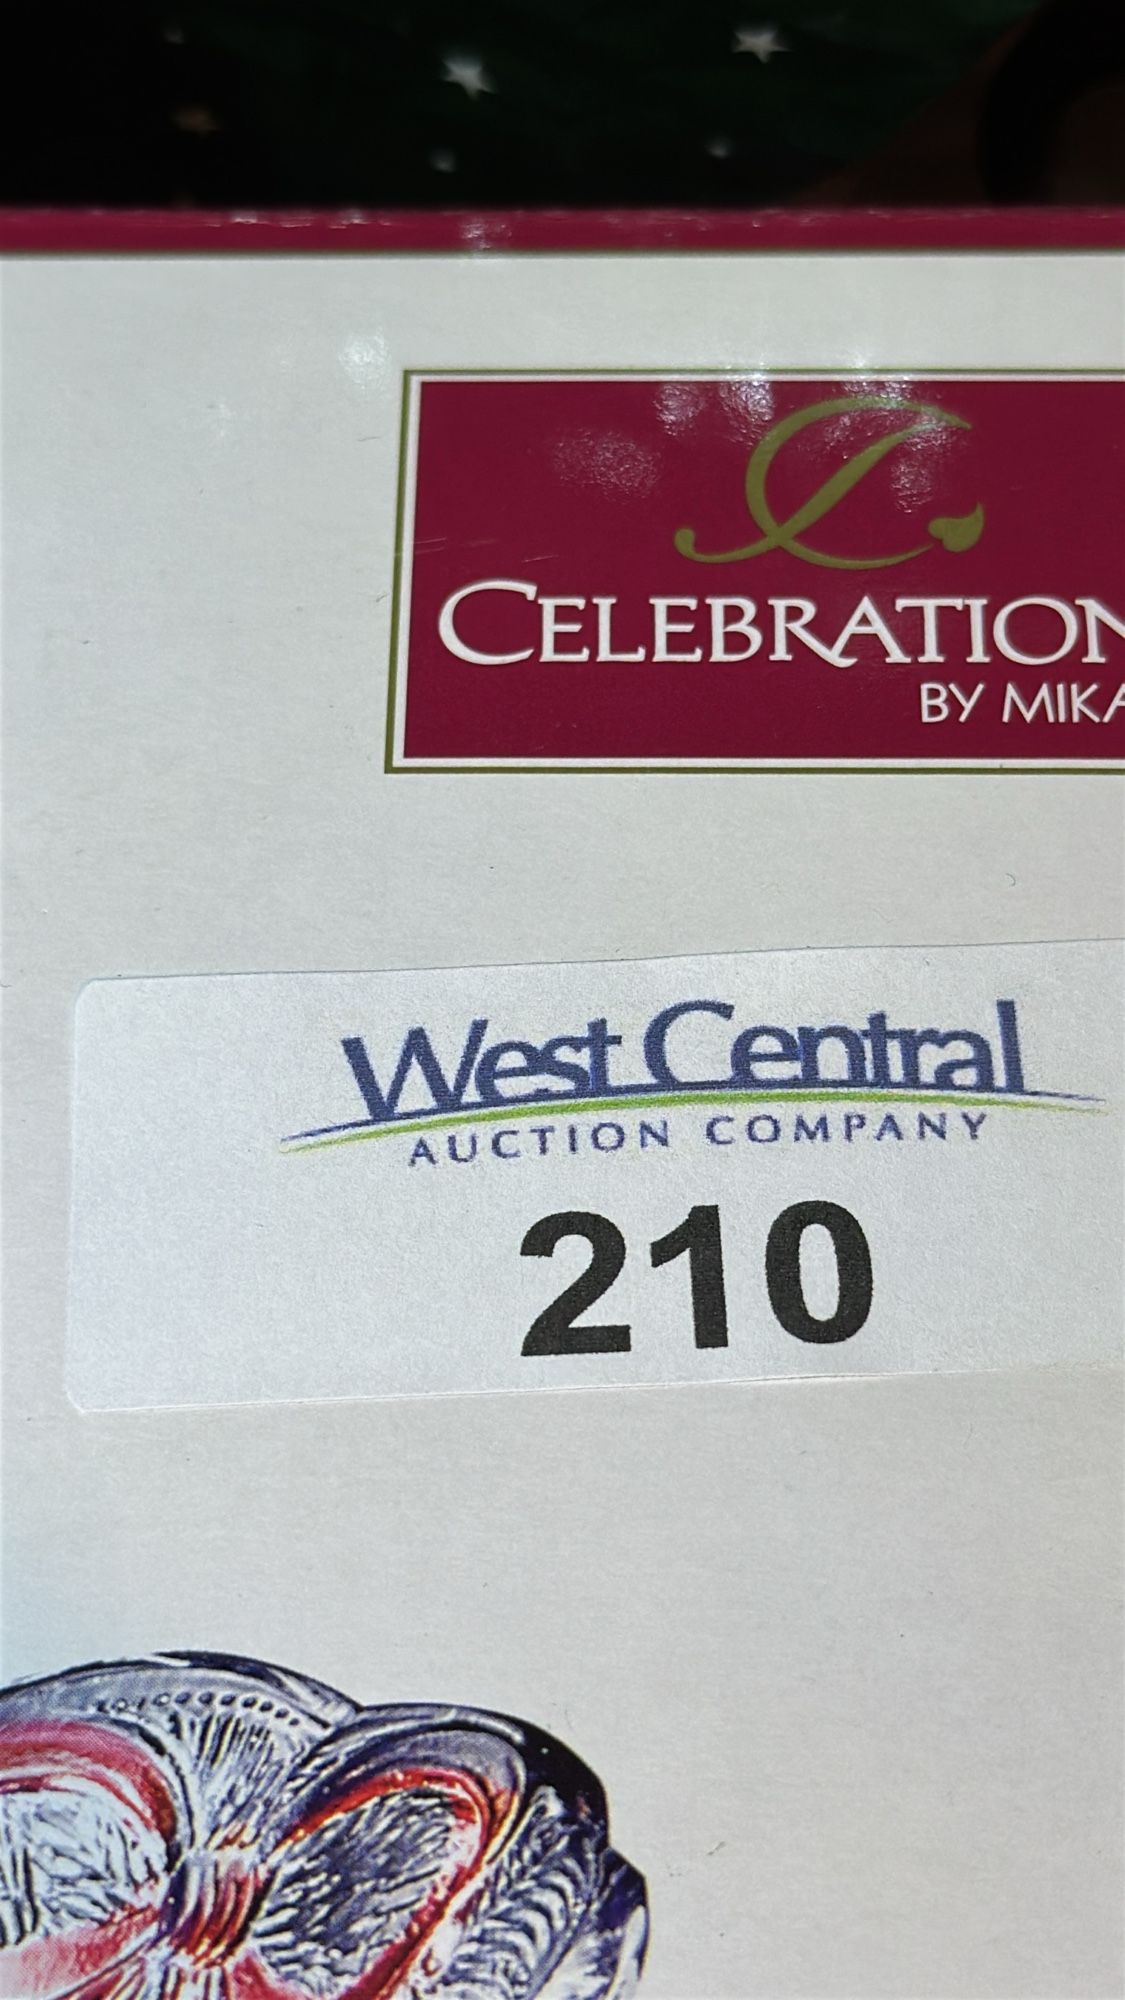 CELEBRATION
BY MIKA
West Central
AUCTION COMPANY
210